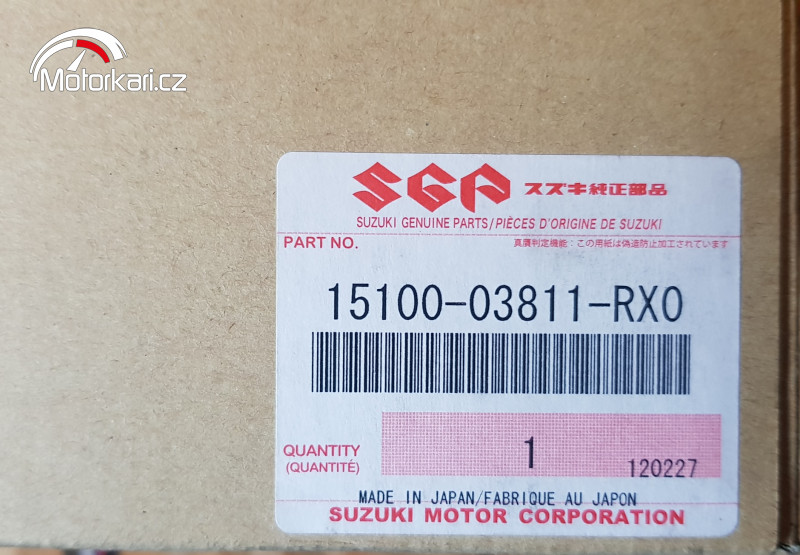 Motorkari.cz
SGP スズキ純正部品
SUZUKI GENUINE PARTS/PIÈCES D'ORIGINE DE SUZUKI
PART NO. 真贋判定機能:この用紙は偽造防止加工されています
15100-03811-RX0
QUANTITY
(QUANTITÉ)
1
120227
MADE IN JAPAN/FABRIQUE AU JAPON
SUZUKI MOTOR CORPORATION